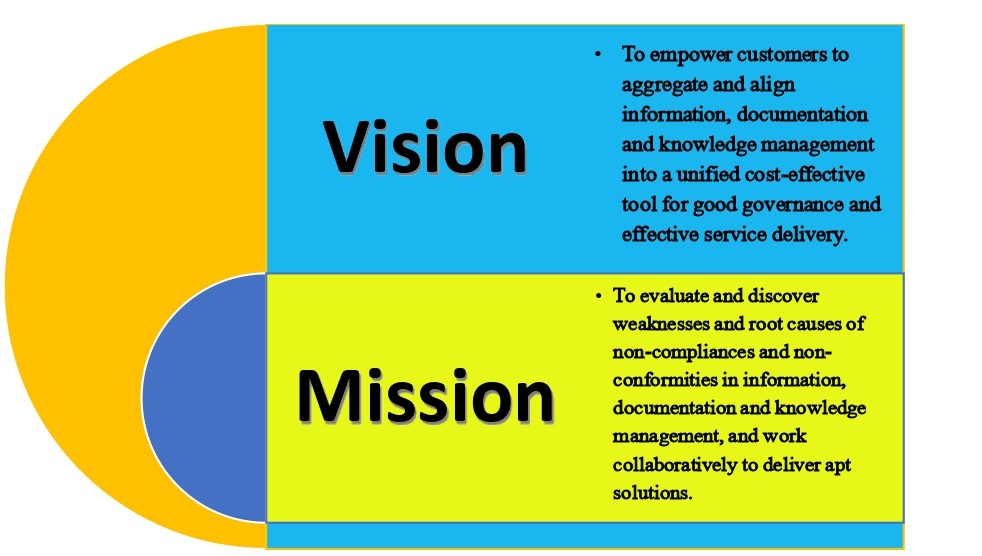 Vision
• To empower customers to
aggregate and align
information, documentation
and knowledge management
into a unified cost-effective
tool for good governance and
effective service delivery.
Mission
• To evaluate and discover
weaknesses and root causes of
non-compliances and non-
conformities in information,
documentation and knowledge
management, and work
collaboratively to deliver apt
solutions.